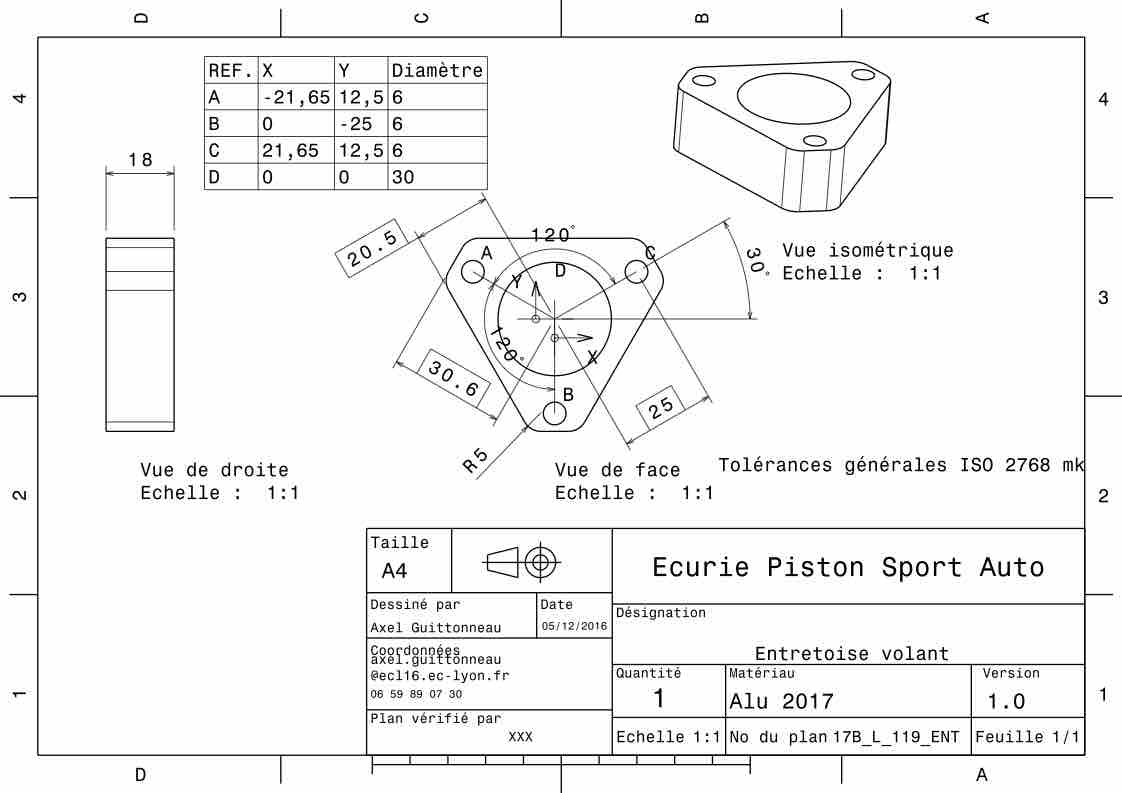 D C B A
4 4
REF. X Y Diamètre
A -21,65 12,5 6
B 0 -25 6
C 21,65 12,5 6
D 0 0 30
18
20.5
120°
A
C
D
Y
30°
Vue isométrique
Echelle : 1:1
3 3
120°
X
30.6
B
25
R5
Vue de droite
Echelle : 1:1
Vue de face
Echelle : 1:1
Tolérances générales ISO 2768 mk
2 2
Taille
A4
Ecurie Piston Sport Auto
Dessiné par
Axel Guittonneau
Date
05/12/2016
Désignation
Entretoise volant
Coordonnées
axel.guittonneau
@ecl16.ec-lyon.fr
06 59 89 07 30
Quantité
1
Matériau
Alu 2017
Version
1.0
1 1
Plan vérifié par
XXX
Echelle 1:1
No du plan 17B_L_119_ENT
Feuille 1/1
D A